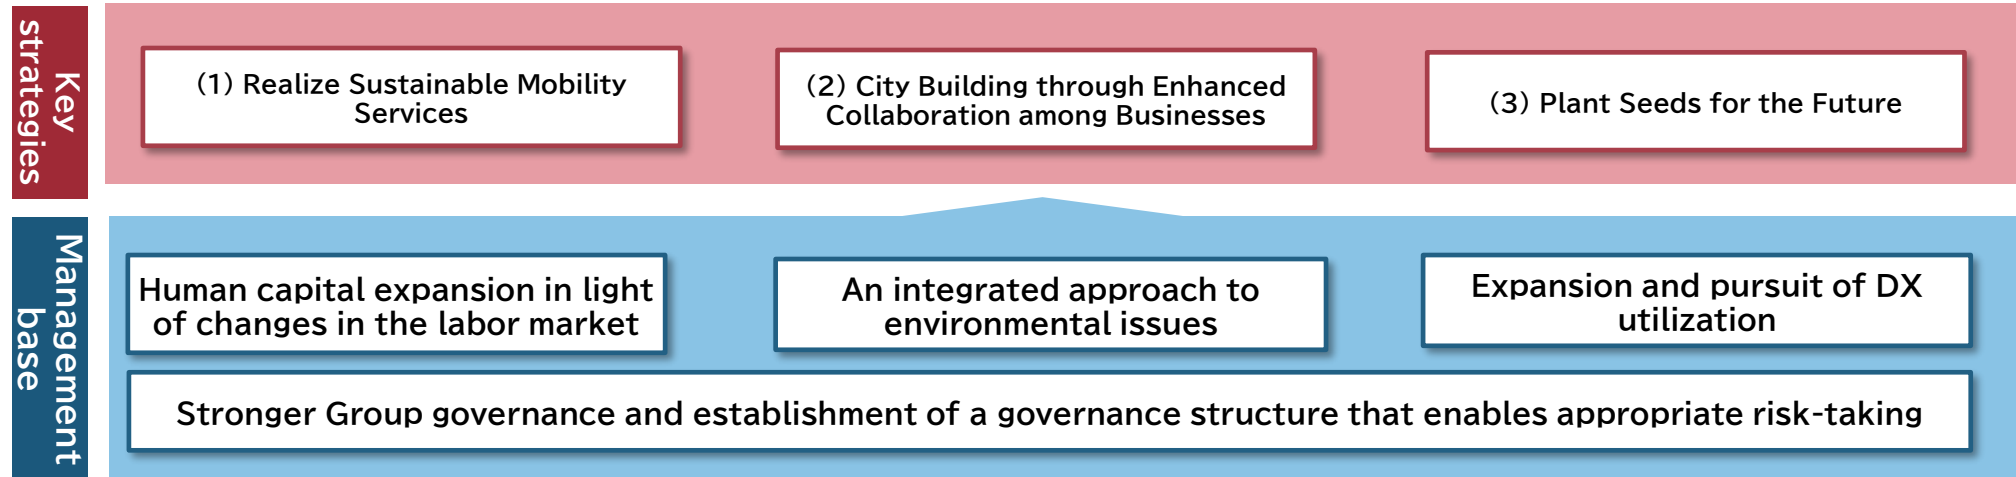 Key
strategies
(1) Realize Sustainable Mobility
Services
(2) City Building through Enhanced
Collaboration among Businesses
(3) Plant Seeds for the Future
Management
base
Human capital expansion in light
of changes in the labor market
An integrated approach to
environmental issues
Expansion and pursuit of DX
utilization
Stronger Group governance and establishment of a governance structure that enables appropriate risk-taking